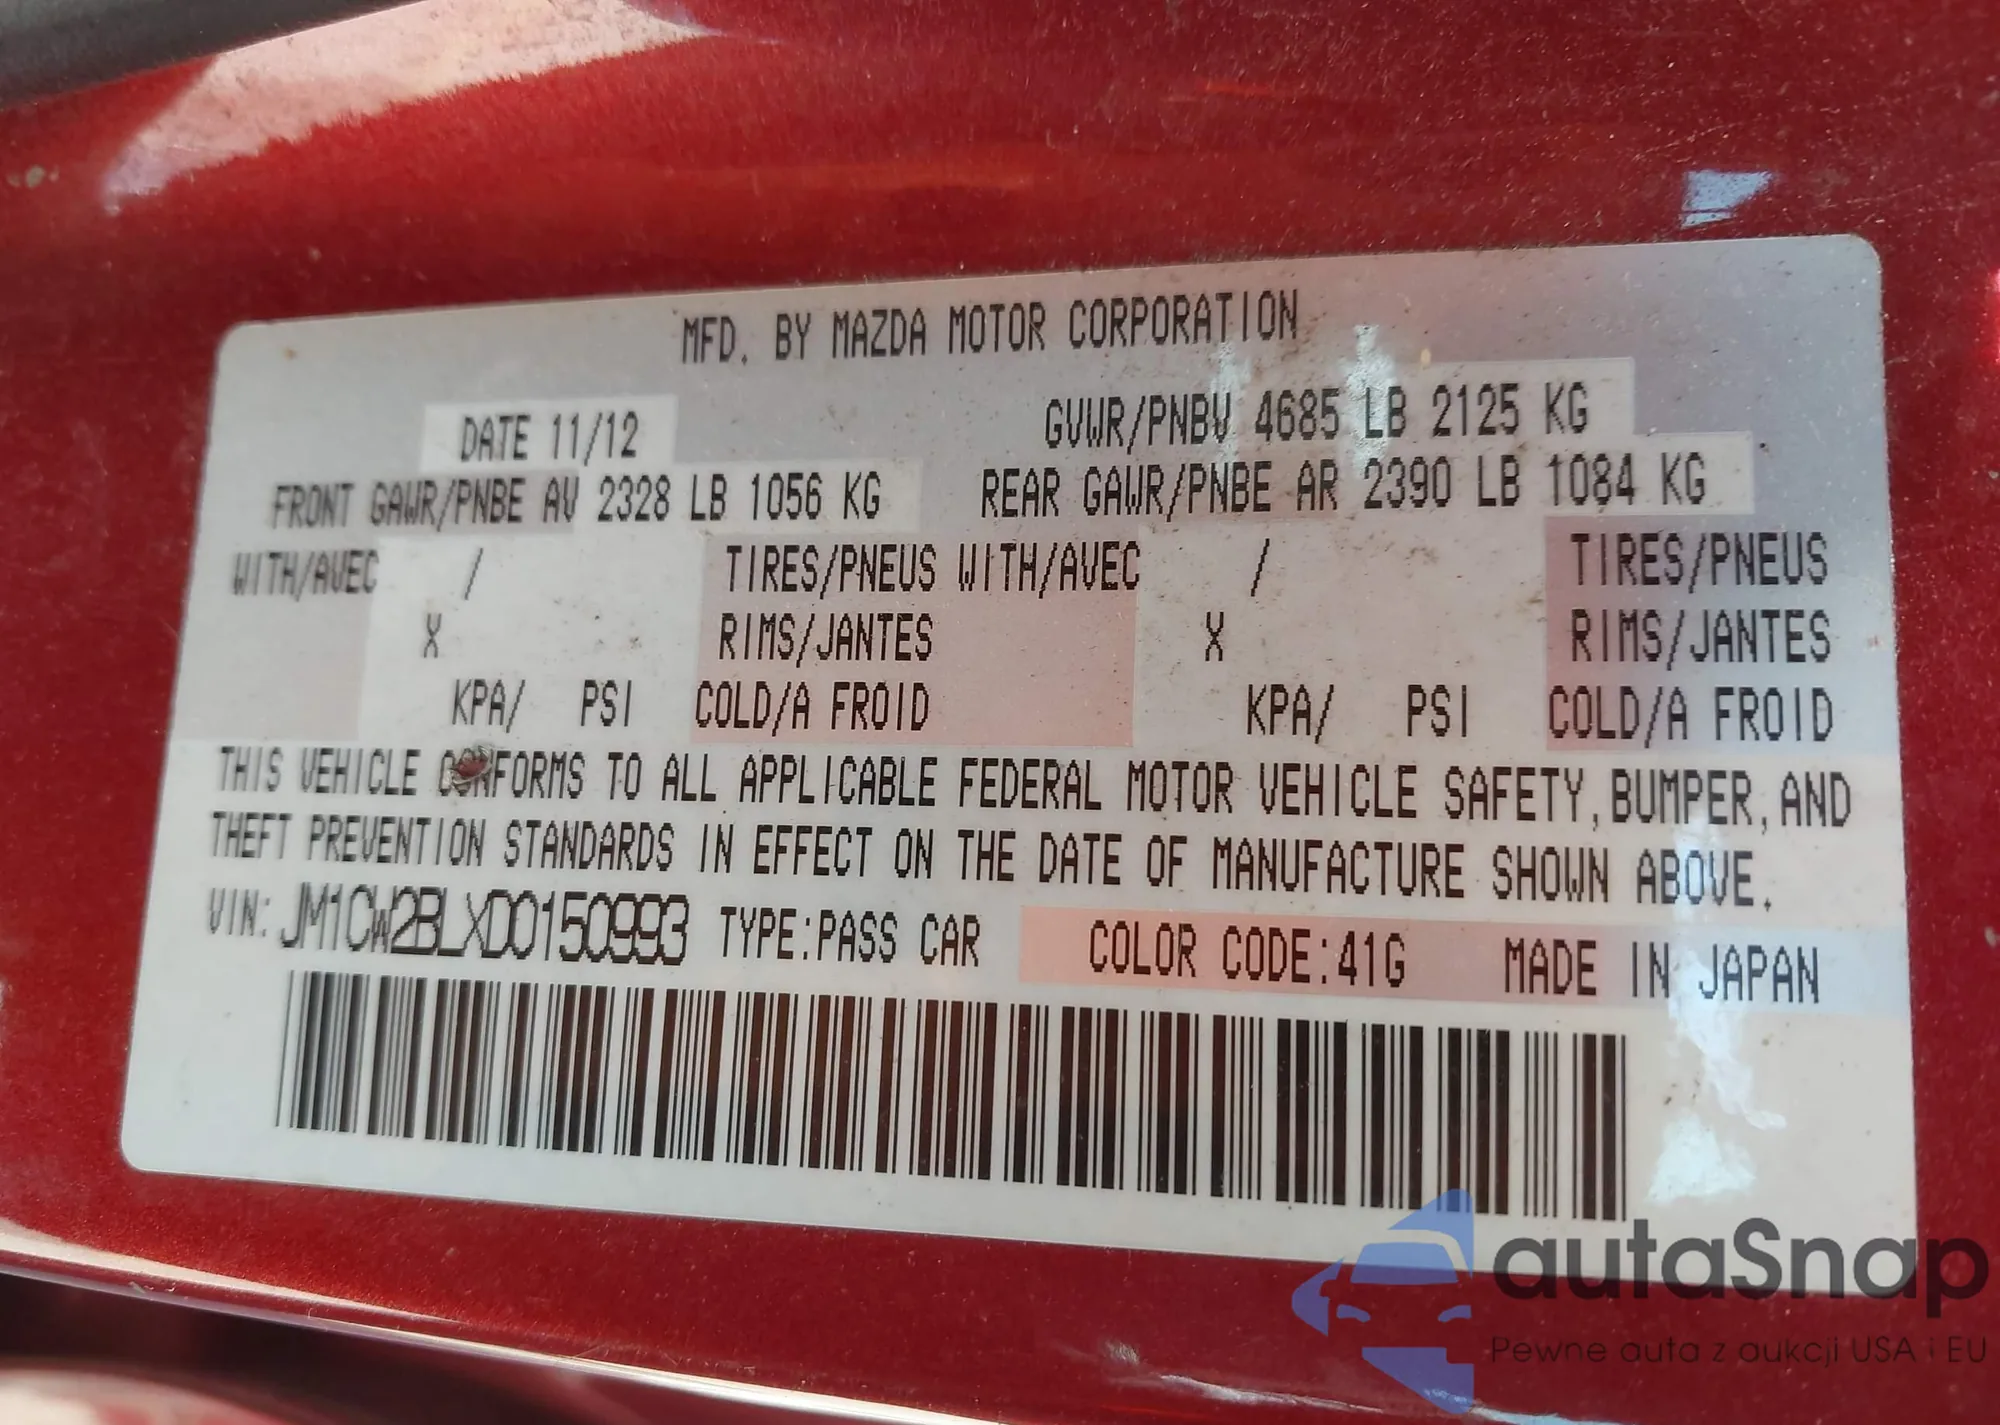 MFD. BY MAZDA MOTOR CORPORATION
DATE 11/12 GVWR/PNBV 4685 LB 2125 KG
FRONT GAWR/PNBE AV 2328 LB 1056 KG REAR GAWR/PNBE AR 2390 LB 1084 KG
WITH/AVEC / TIRES/PNEUS WITH/AVEC / TIRES/PNEUS
X RIMS/JANTES X RIMS/JANTES
KPA/ PSI COLD/A FROID KPA/ PSI COLD/A FROID
THIS VEHICLE CONFORMS TO ALL APPLICABLE FEDERAL MOTOR VEHICLE SAFETY, BUMPER, AND
THEFT PREVENTION STANDARDS IN EFFECT ON THE DATE OF MANUFACTURE SHOWN ABOVE.
VIN: JM1CW2BLXD0150993 TYPE:PASS CAR COLOR CODE:41G MADE IN JAPAN
autaSnap
Pewne auta z aukcji USA i EU